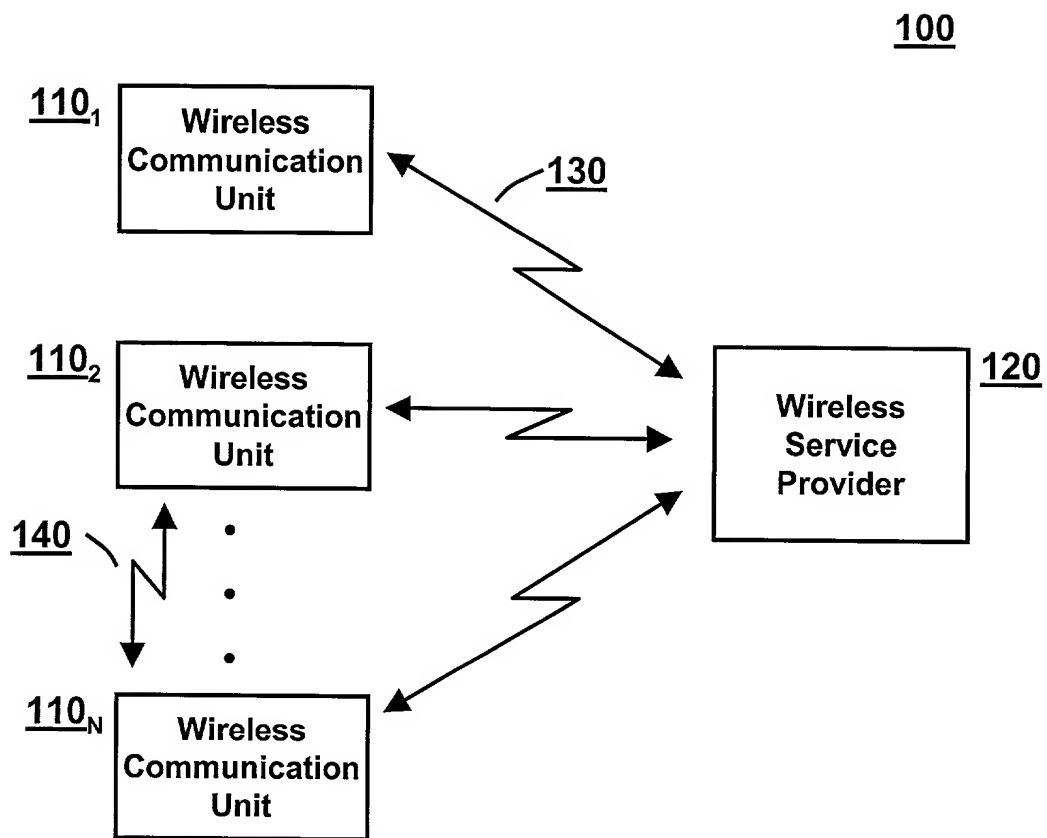 100
110₁
Wireless
Communication
Unit
130
110₂
Wireless
Communication
Unit
120
Wireless
Service
Provider
140
110N
Wireless
Communication
Unit